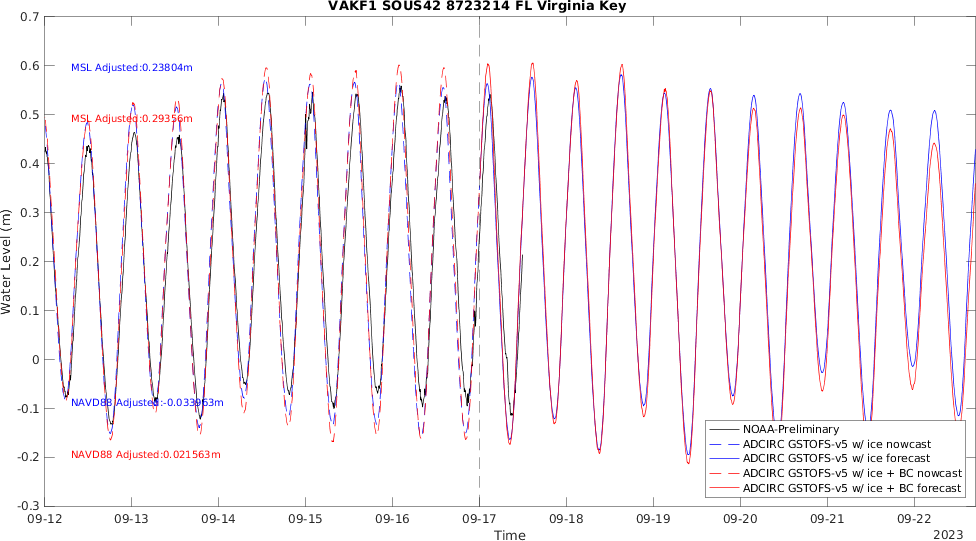 VAKF1 SOUS42 8723214 FL Virginia Key
0.7
0.6
0.5
0.4
0.3
0.2
0.1
0
-0.1
-0.2
-0.3
Water Level (m)
MSL Adjusted:0.23804m
MSL Adjusted:0.29356m
NAVD88 Adjusted:-0.033963m
NAVD88 Adjusted:0.021563m
NOAA-Preliminary
ADCIRC GSTOFS-v5 w/ ice nowcast
ADCIRC GSTOFS-v5 w/ ice forecast
ADCIRC GSTOFS-v5 w/ ice + BC nowcast
ADCIRC GSTOFS-v5 w/ ice + BC forecast
09-12 09-13 09-14 09-15 09-16 09-17 09-18 09-19 09-20 09-21 09-22
Time
2023